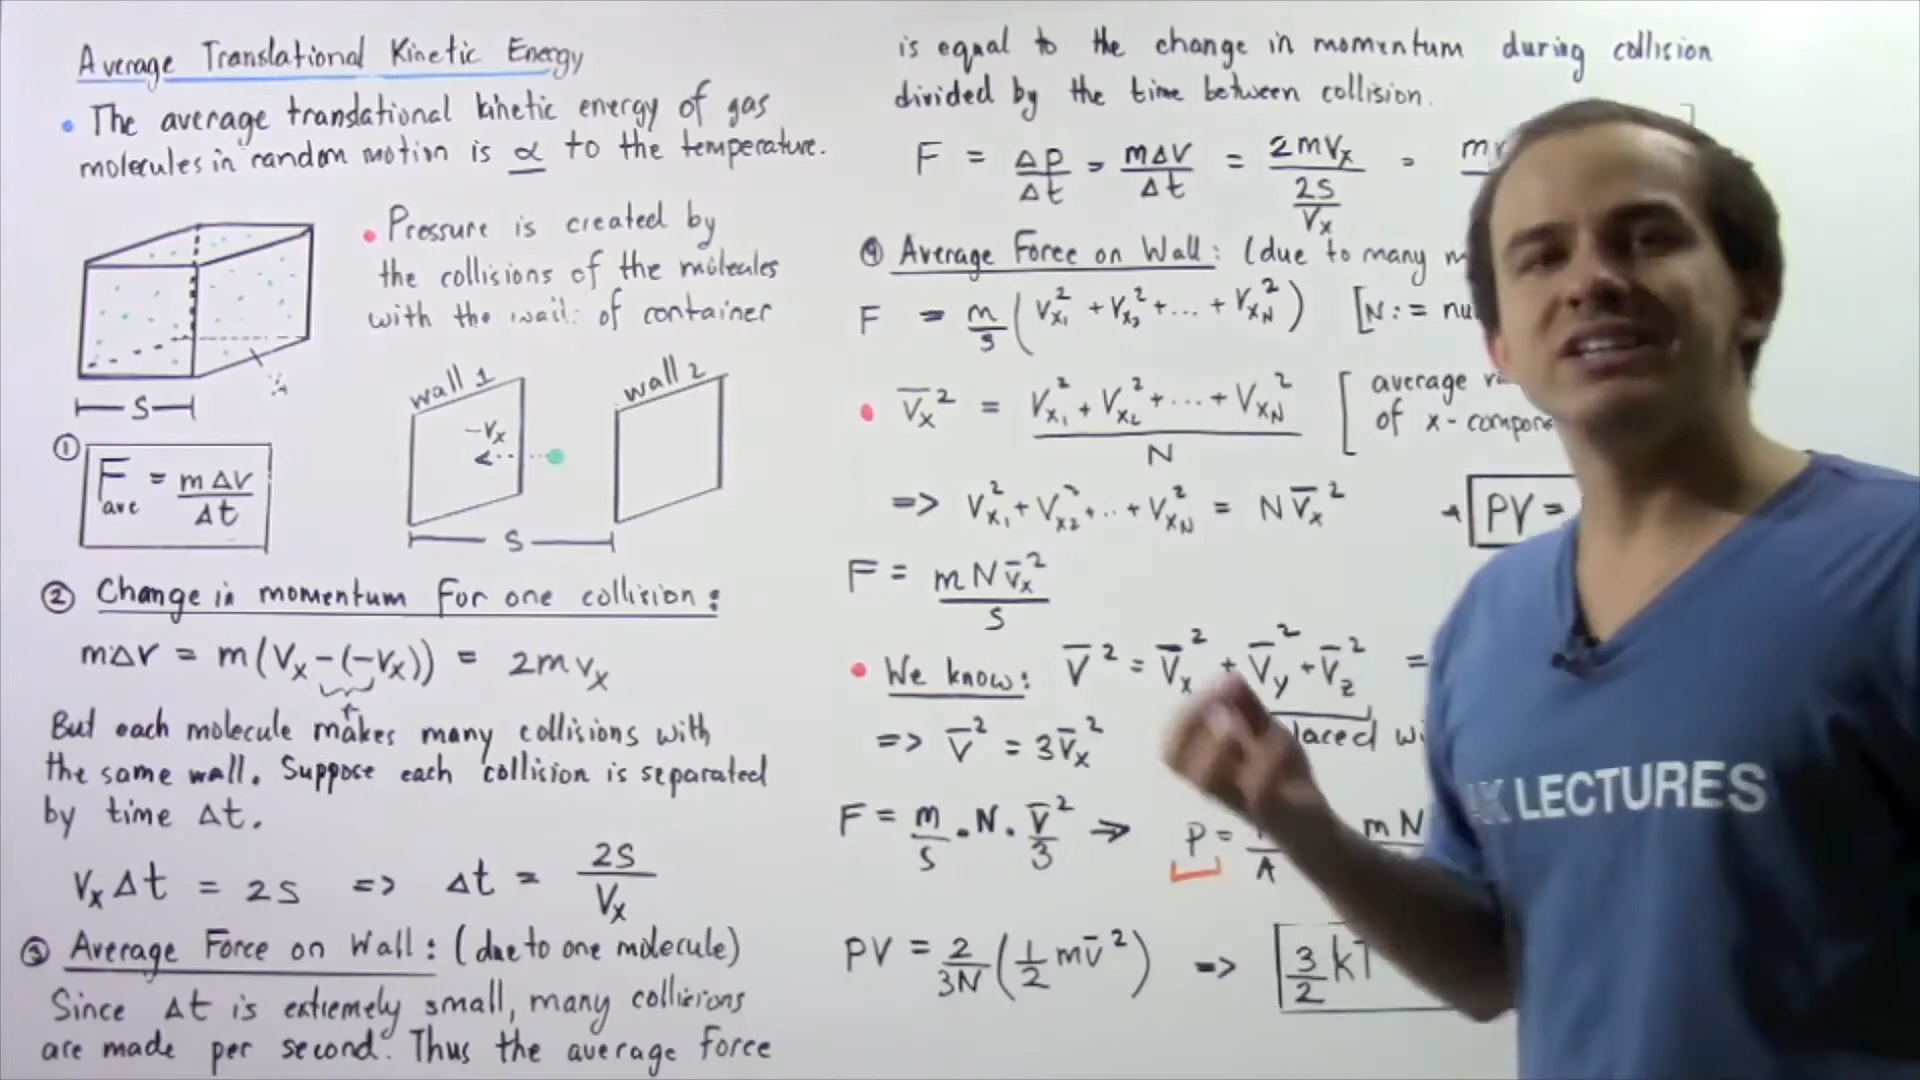 Average Translational Kinetic Energy
• The average translational kinetic energy of gas
molecules in random motion is α to the temperature.
• Pressure is created by
the collisions of the molecules
with the wall: of container
S
wall 1
wall 2
-Vx
S
① F ave = mΔv / Δt
② Change in momentum for one collision:
mΔv = m(Vx-(-Vx)) = 2mvx
But each molecule makes many collisions with
the same wall. Suppose each collision is separated
by time Δt.
VxΔt = 2s => Δt = 2s / Vx
③ Average Force on Wall: (due to one molecule)
Since Δt is extremely small, many collisions
are made per second. Thus the average force
is equal to the change in momentum during collision
divided by the time between collision.
F = Δp / Δt = mΔv / Δt = 2mVx / (2s / Vx) =
④ Average Force on Wall: (due to many
F = m/s (Vx₁² + Vx₂² + ... + VxN²) [N:=
• V̄x² = (Vx₁² + Vx₂² + ... + VxN²) / N [average
of x-
=> Vx₁² + Vx₂² + ... + VxN² = N V̄x²
PV =
F = mNv̄x² / s
• We know: V̄² = V̄x² + V̄y² + V̄z² =
=> V̄² = 3V̄x²
F = m/s . N . V̄²/3 => P = / A mN
PV = 2/3N (1/2 mv̄²) => 3/2 kT
AK LECTURES